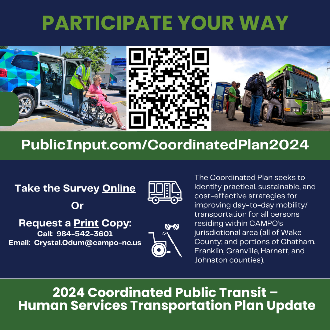 PARTICIPATE YOUR WAY
PublicInput.com/CoordinatedPlan2024
Take the Survey Online
Or
Request a Print Copy:
Call: 984-542-3601
Email: Crystal.Odum@campo-nc.us
The Coordinated Plan seeks to
identify practical, sustainable, and
cost-effective strategies for
improving day-to-day mobility/
transportation for all persons
residing within CAMPO's
jurisdictional area (all of Wake
County; and portions of Chatham,
Franklin, Granville, Harnett, and
Johnston counties).
2024 Coordinated Public Transit –
Human Services Transportation Plan Update